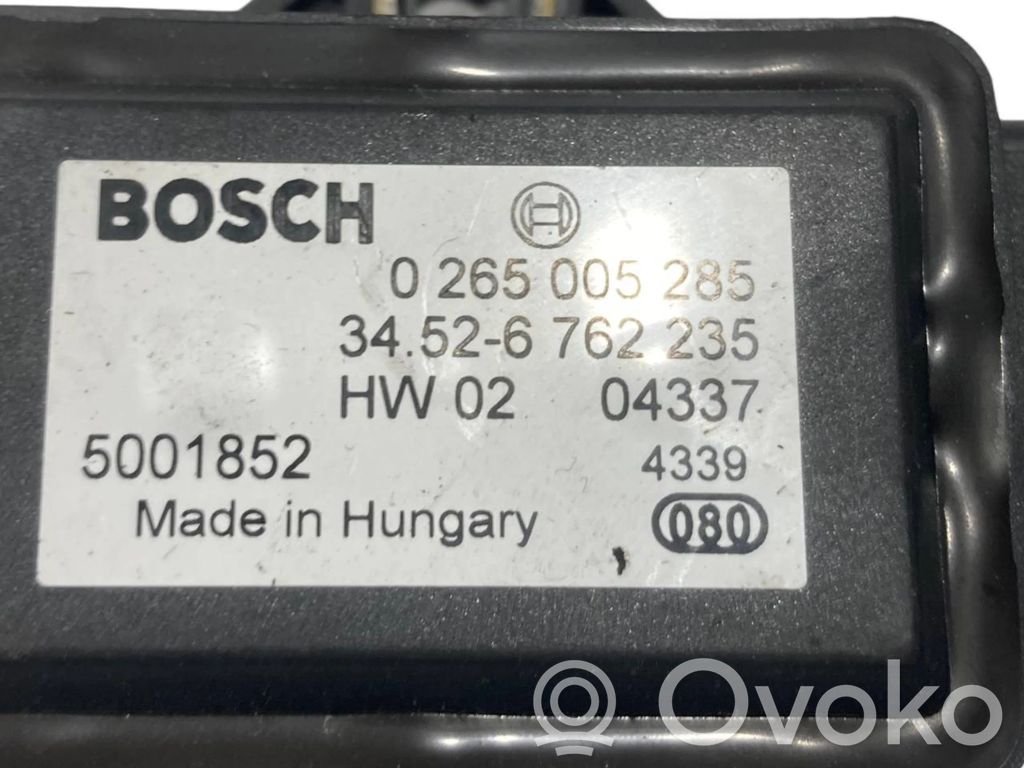 BOSCH
0 265 005 285
34.52-6 762 235
HW 02 04337
5001852 4339
Made in Hungary 080
Ovoko